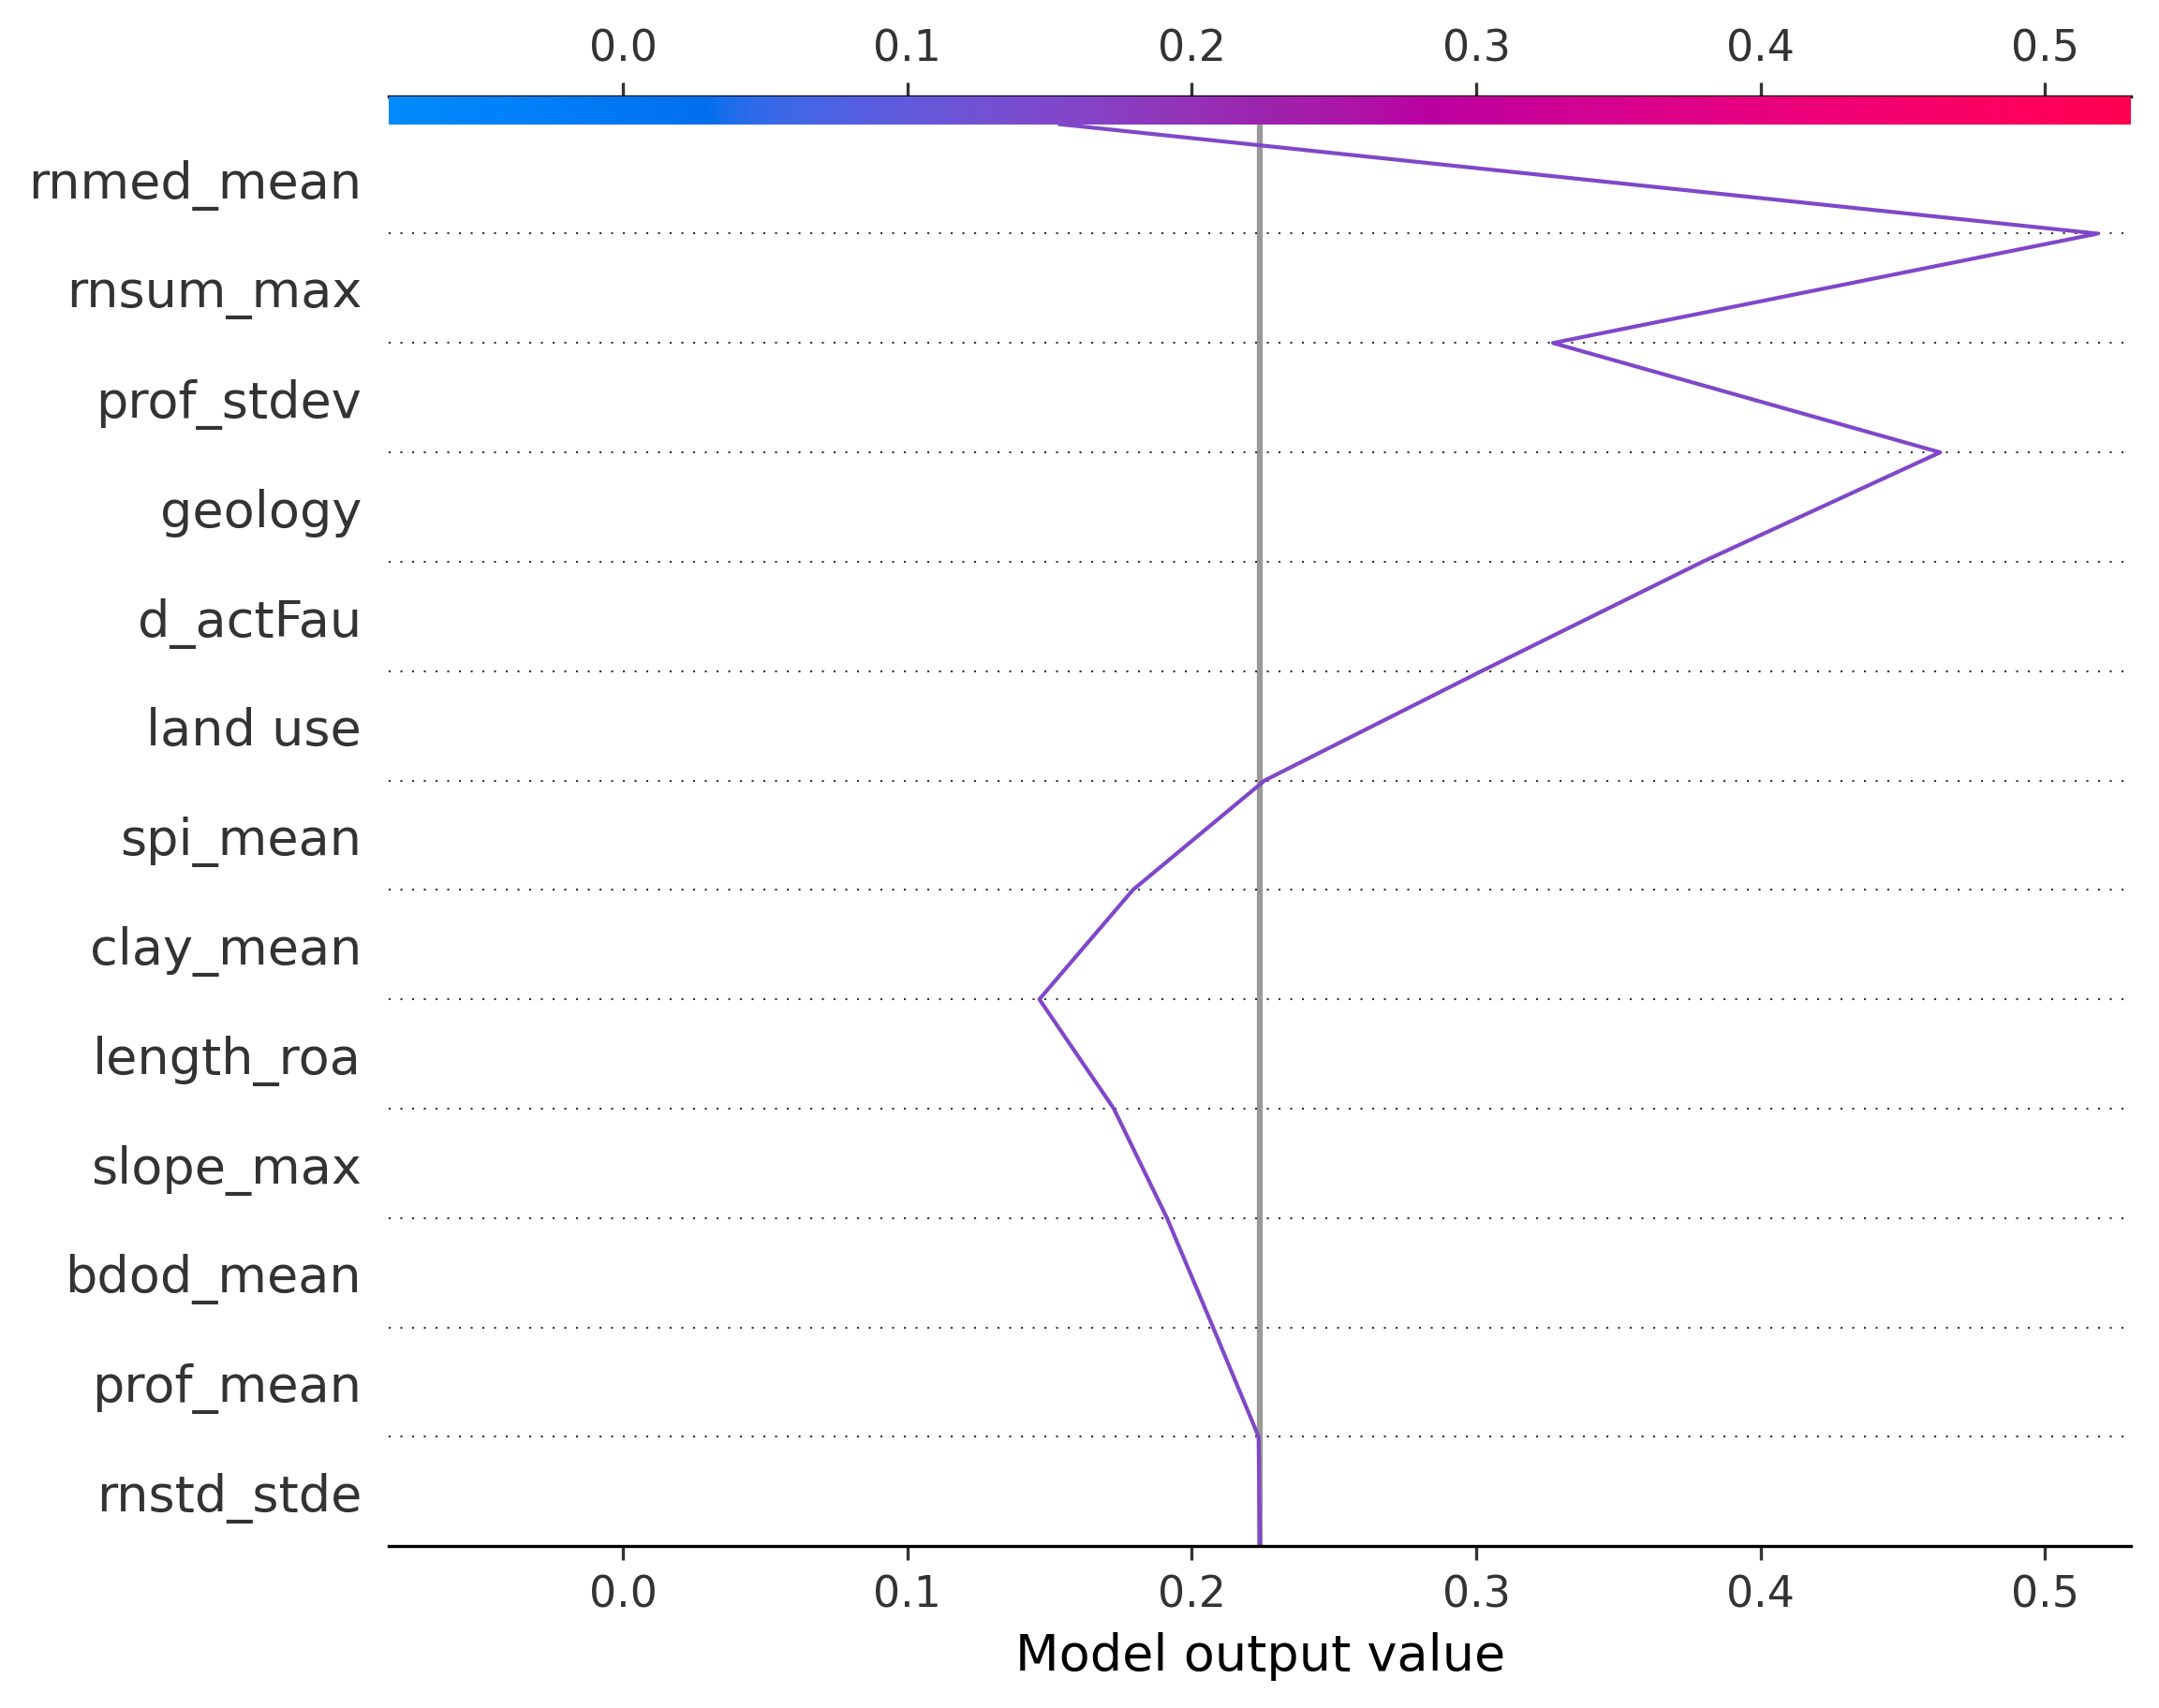 0.0 0.1 0.2 0.3 0.4 0.5
rnmed_mean
rnsum_max
prof_stdev
geology
d_actFau
land use
spi_mean
clay_mean
length_roa
slope_max
bdod_mean
prof_mean
rnstd_stde
0.0 0.1 0.2 0.3 0.4 0.5
Model output value